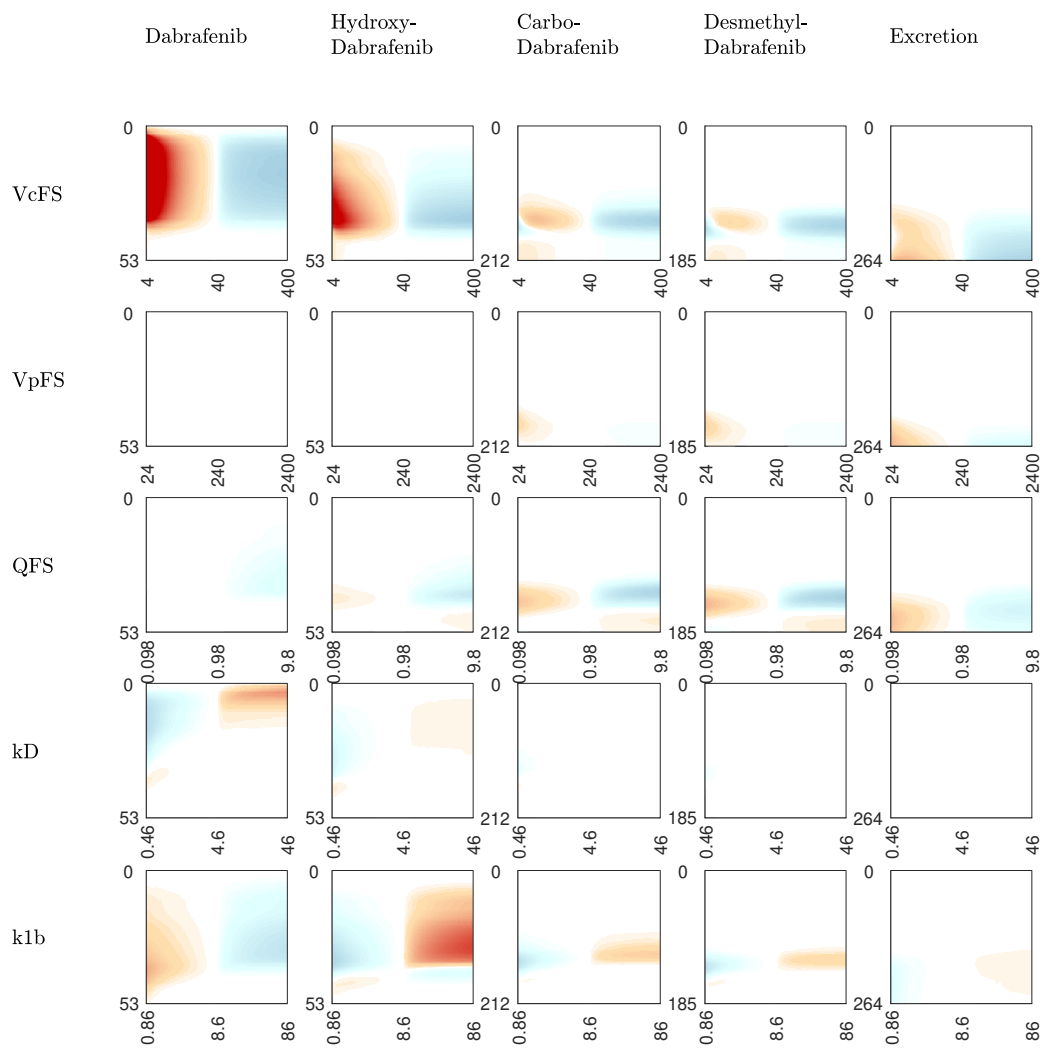 Dabrafenib
Hydroxy-
Dabrafenib
Carbo-
Dabrafenib
Desmethyl-
Dabrafenib
Excretion
VcFS
0 0 0 0 0
53 53 212 185 264
4 40 400 4 40 400 4 40 400 4 40 400 4 40 400
VpFS
0 0 0 0 0
53 53 212 185 264
24 240 2400 24 240 2400 24 240 2400 24 240 2400 24 240 2400
QFS
0 0 0 0 0
53 53 212 185 264
0.098 0.98 9.8 0.098 0.98 9.8 0.098 0.98 9.8 0.098 0.98 9.8 0.098 0.98 9.8
kD
0 0 0 0 0
53 53 212 185 264
0.46 4.6 46 0.46 4.6 46 0.46 4.6 46 0.46 4.6 46 0.46 4.6 46
k1b
0 0 0 0 0
53 53 212 185 264
0.86 8.6 86 0.86 8.6 86 0.86 8.6 86 0.86 8.6 86 0.86 8.6 86